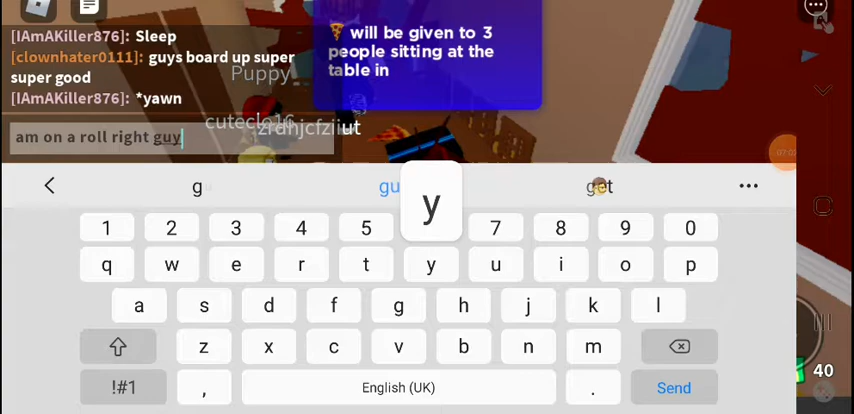 [IAmAKiller876]: Sleep
[clownhater0111]: guys board up super
super good
[IAmAKiller876]: *yawn
🍕 will be given to 3
people sitting at the
table in
Puppy
am on a roll right guy
g
gu
get
•••
y
1 2 3 4 5 7 8 9 0
q w e r t y u i o p
a s d f g h j k l
z x c v b n m
!#1 , English (UK) . Send
40